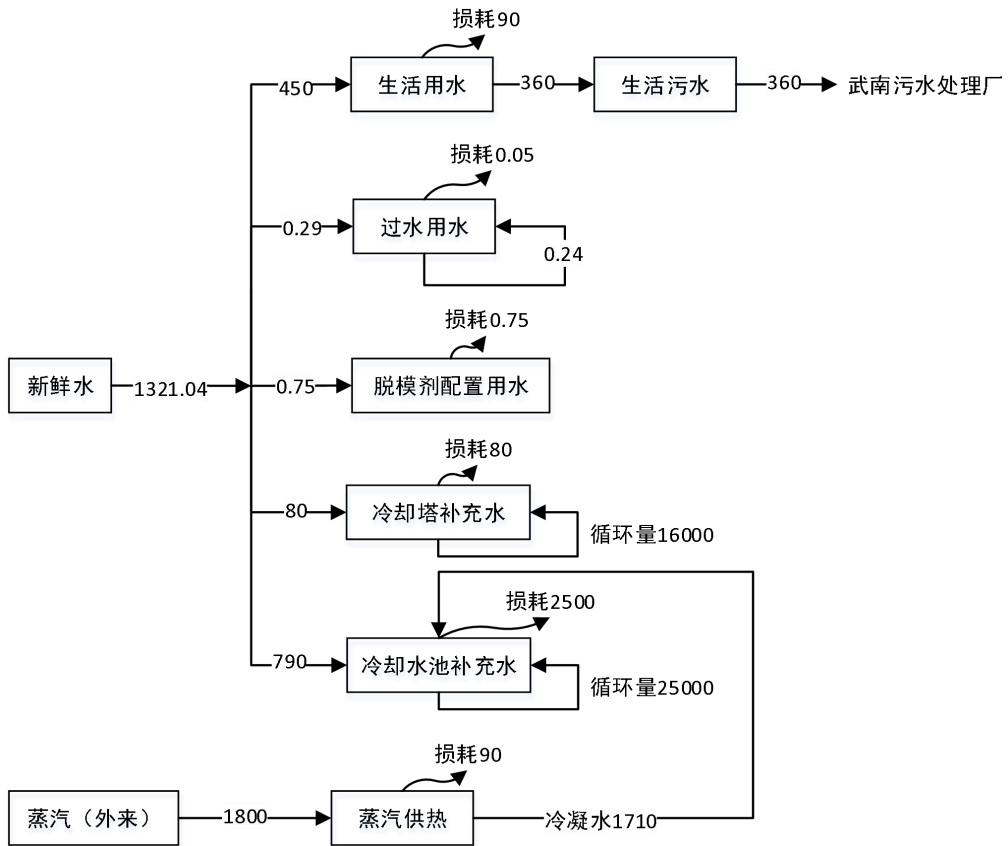 损耗90
450
生活用水
360
生活污水
360
武南污水处理厂
损耗0.05
0.29
过水用水
0.24
损耗0.75
新鲜水
1321.04
0.75
脱模剂配置用水
损耗80
80
冷却塔补充水
循环量16000
损耗2500
790
冷却水池补充水
循环量25000
损耗90
蒸汽（外来）
1800
蒸汽供热
冷凝水1710